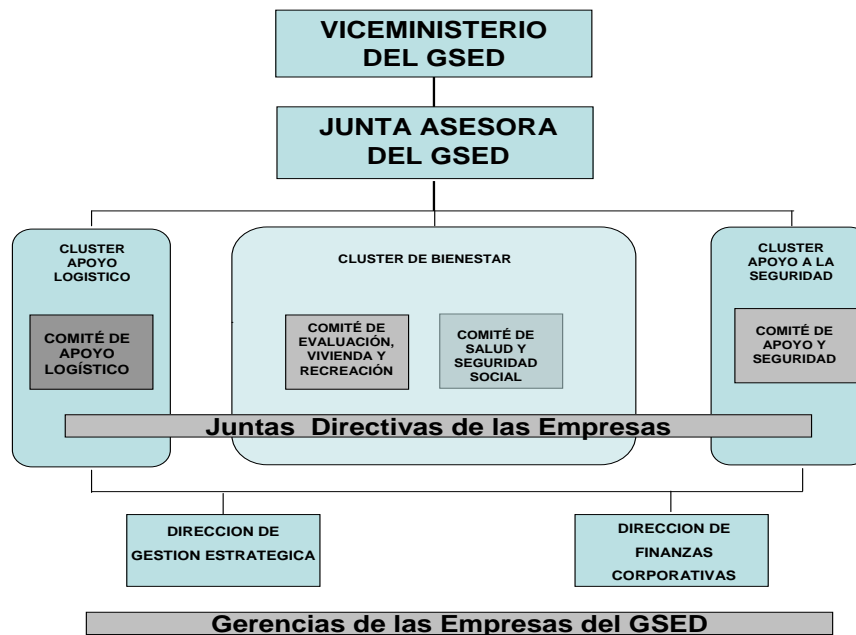 VICEMINISTERIO
DEL GSED
JUNTA ASESORA
DEL GSED
CLUSTER
APOYO
LOGISTICO
COMITÉ DE
APOYO
LOGÍSTICO
CLUSTER DE BIENESTAR
COMITÉ DE
EVALUACIÓN,
VIVIENDA Y
RECREACIÓN
COMITÉ DE
SALUD Y
SEGURIDAD
SOCIAL
CLUSTER
APOYO A LA
SEGURIDAD
COMITÉ DE
APOYO Y
SEGURIDAD
Juntas Directivas de las Empresas
DIRECCION DE
GESTION ESTRATEGICA
DIRECCION DE
FINANZAS
CORPORATIVAS
Gerencias de las Empresas del GSED